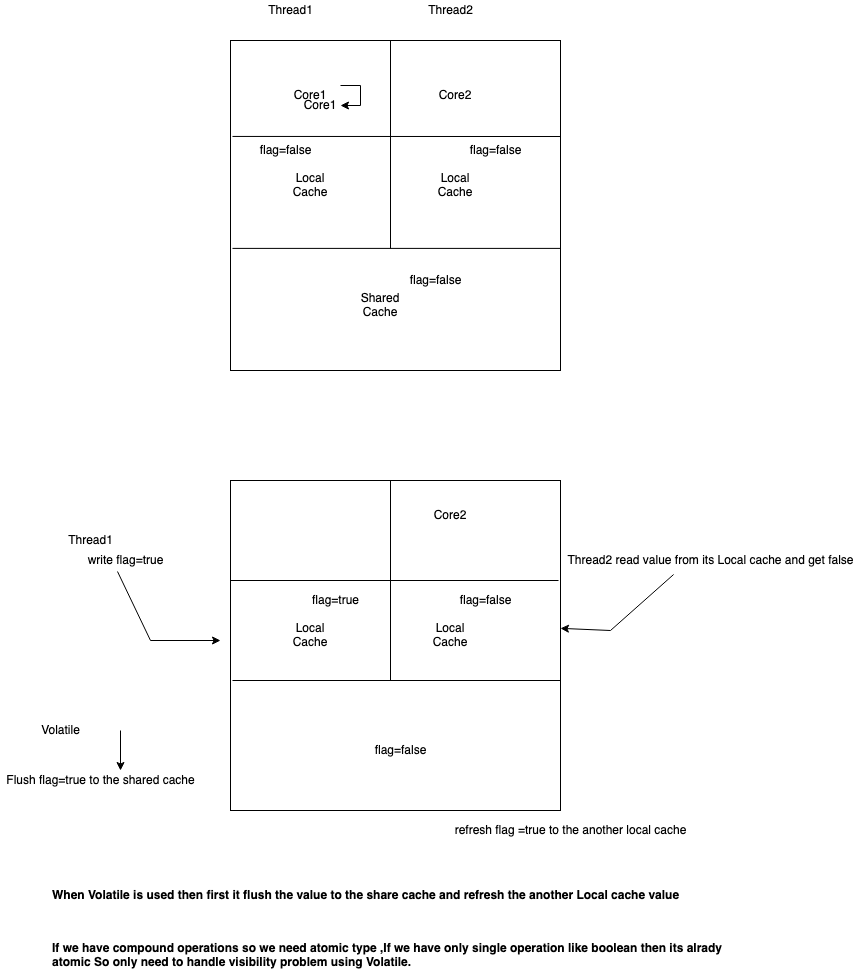 Thread1
Thread2
Core1
Core1
Core2
flag=false
flag=false
Local
Cache
Local
Cache
flag=false
Shared
Cache
Core2
Thread1
write flag=true
Thread2 read value from its Local cache and get false
flag=true
flag=false
Local
Cache
Local
Cache
Volatile
flag=false
Flush flag=true to the shared cache
refresh flag =true to the another local cache
When Volatile is used then first it flush the value to the share cache and refresh the another Local cache value
If we have compound operations so we need atomic type ,If we have only single operation like boolean then its alrady
atomic So only need to handle visibility problem using Volatile.